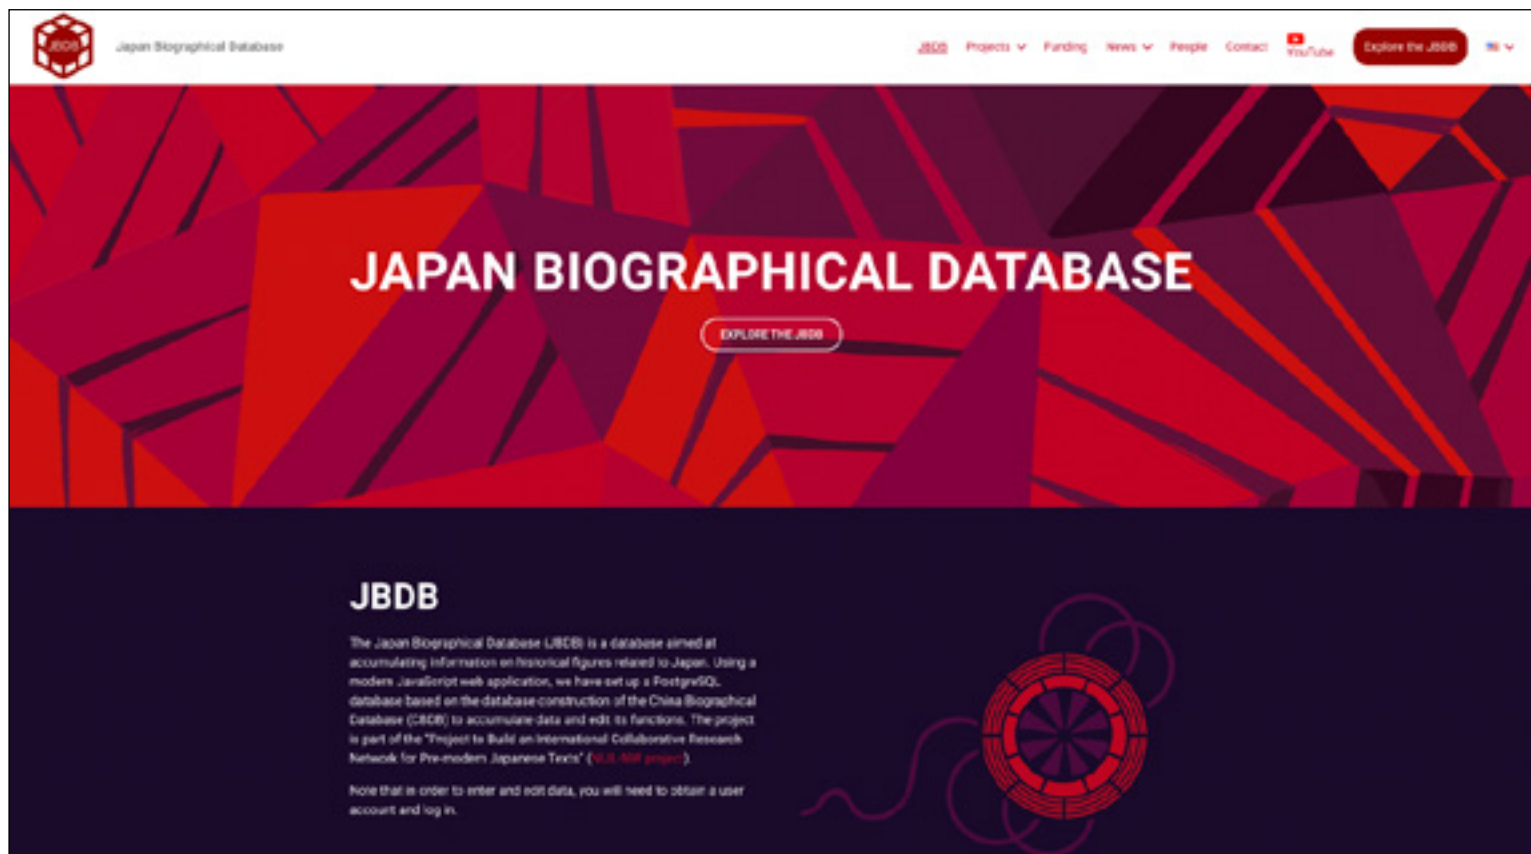 JBDB
Japan Biographical Database
JBDB Projects Funding News People Contact YouTube Explore the JBDB
JAPAN BIOGRAPHICAL DATABASE
EXPLORE THE JBDB
JBDB
The Japan Biographical Database (JBDB) is a database aimed at
accumulating information on historical figures related to Japan. Using a
modern JavaScript web application, we have set up a PostgreSQL
database based on the database construction of the China Biographical
Database (CBDB) to accumulate data and edit its functions. The project
is part of the "Project to Build an International Collaborative Research
Network for Pre-modern Japanese Texts" (NIJL-NW project).
Note that in order to enter and edit data, you will need to obtain a user
account and log in.